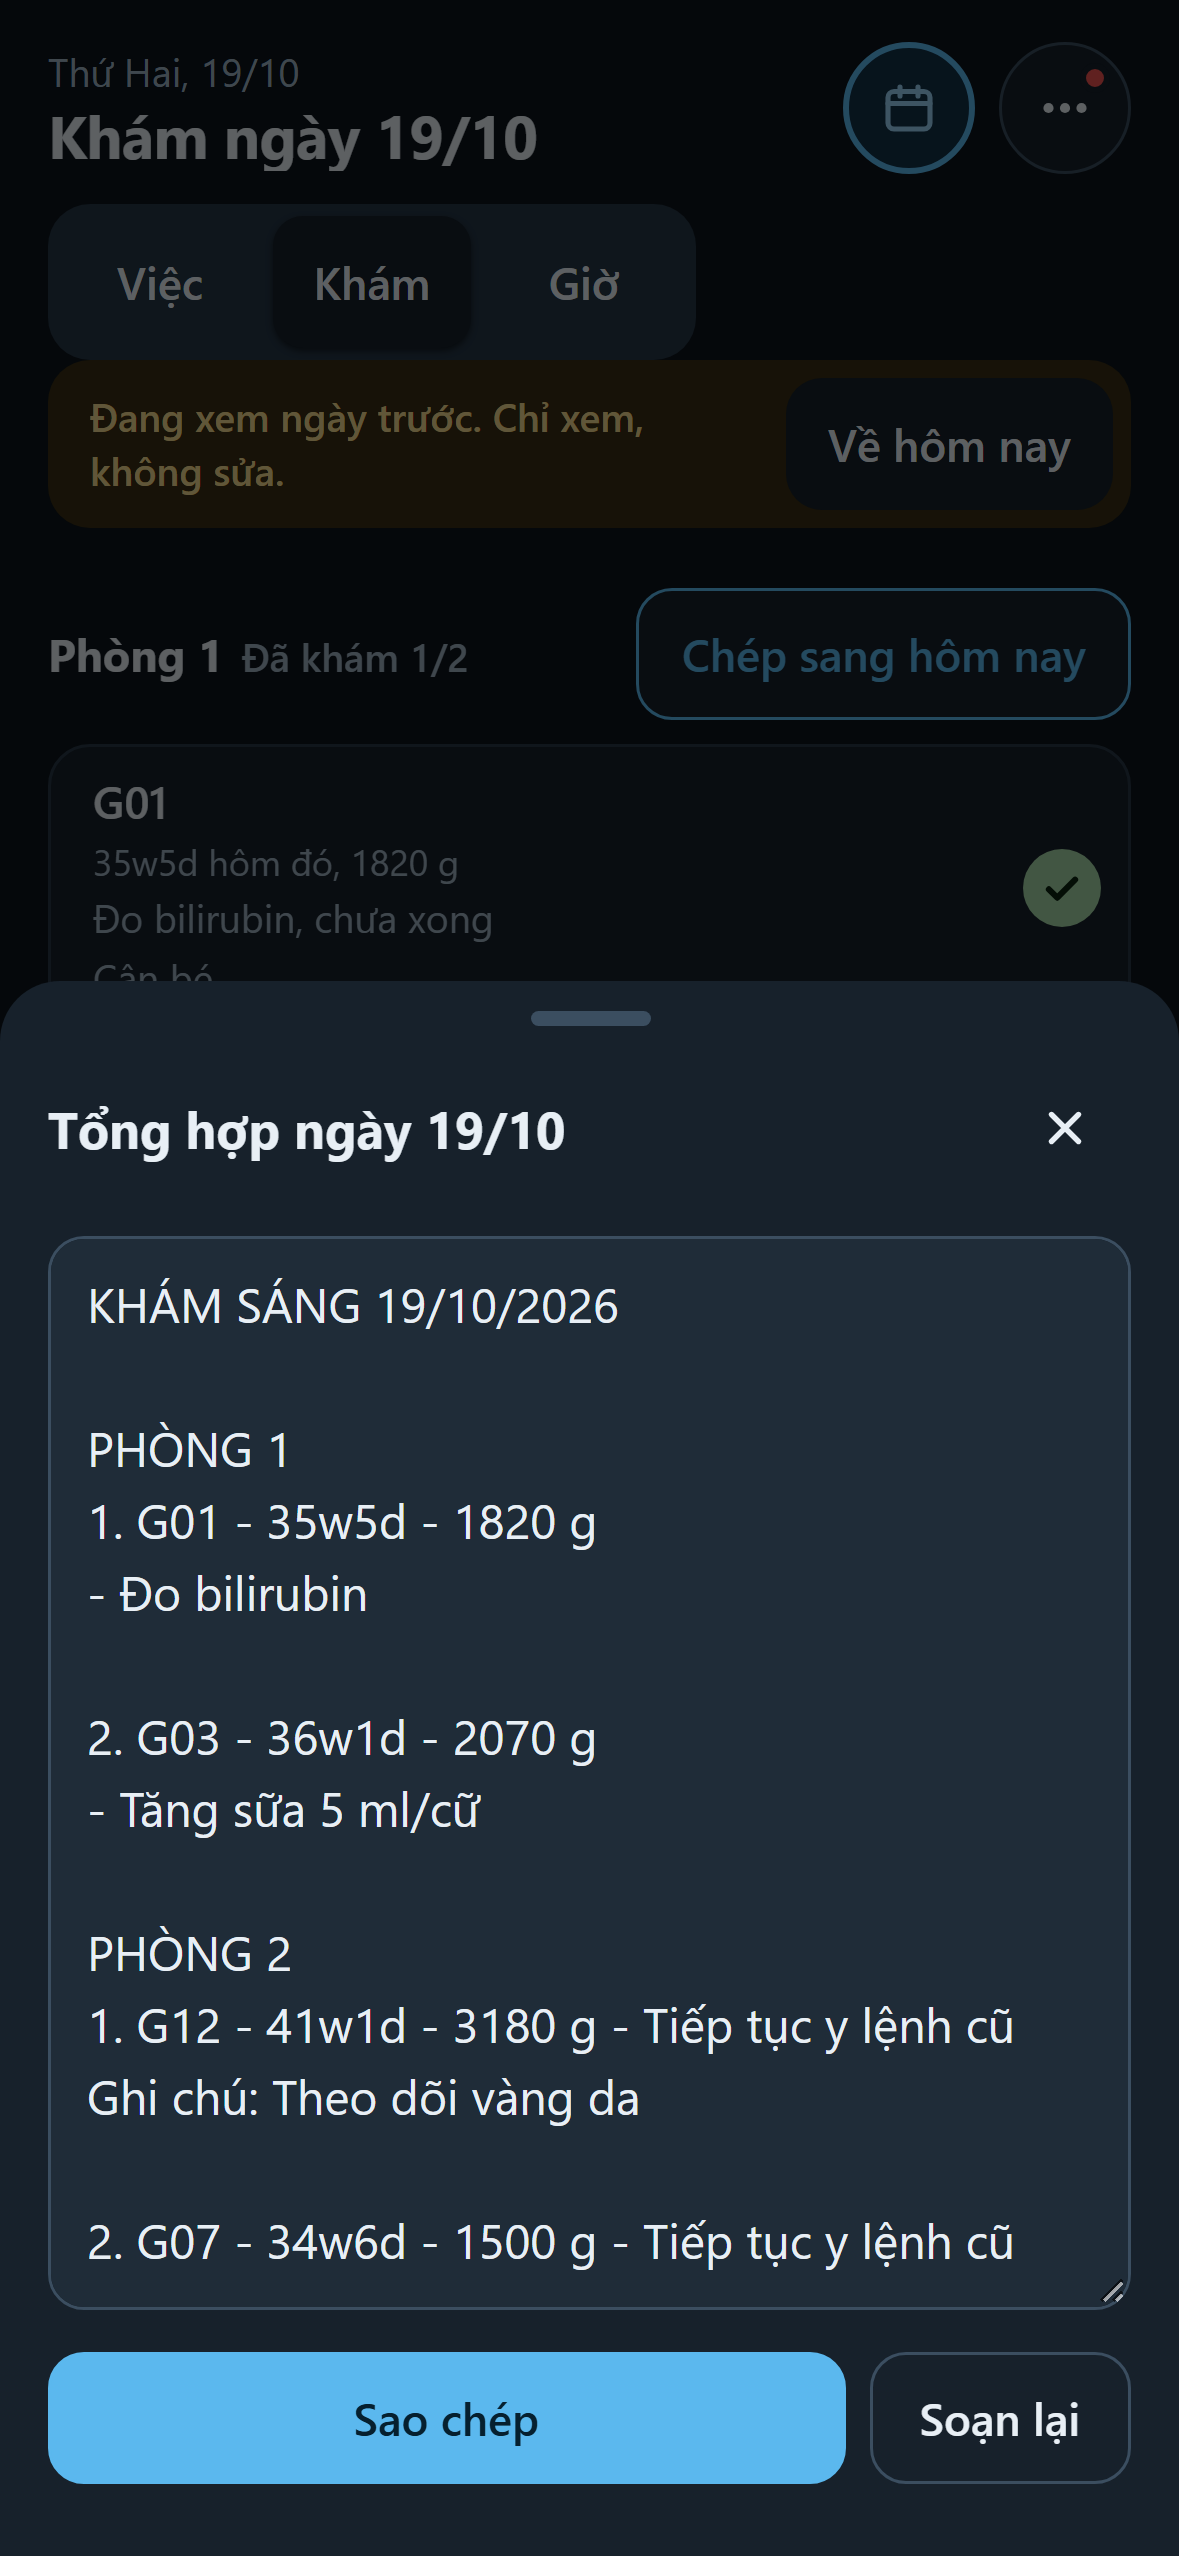 Thứ Hai, 19/10
Khám ngày 19/10
Việc
Khám
Giờ
Đang xem ngày trước. Chỉ xem,
không sửa.
Về hôm nay
Phòng 1 Đã khám 1/2
Chép sang hôm nay
G01
35w5d hôm đó, 1820 g
Đo bilirubin, chưa xong
Cân bé
Tổng hợp ngày 19/10
KHÁM SÁNG 19/10/2026
PHÒNG 1
1. G01 - 35w5d - 1820 g
- Đo bilirubin
2. G03 - 36w1d - 2070 g
- Tăng sữa 5 ml/cữ
PHÒNG 2
1. G12 - 41w1d - 3180 g - Tiếp tục y lệnh cũ
Ghi chú: Theo dõi vàng da
2. G07 - 34w6d - 1500 g - Tiếp tục y lệnh cũ
Sao chép
Soạn lại